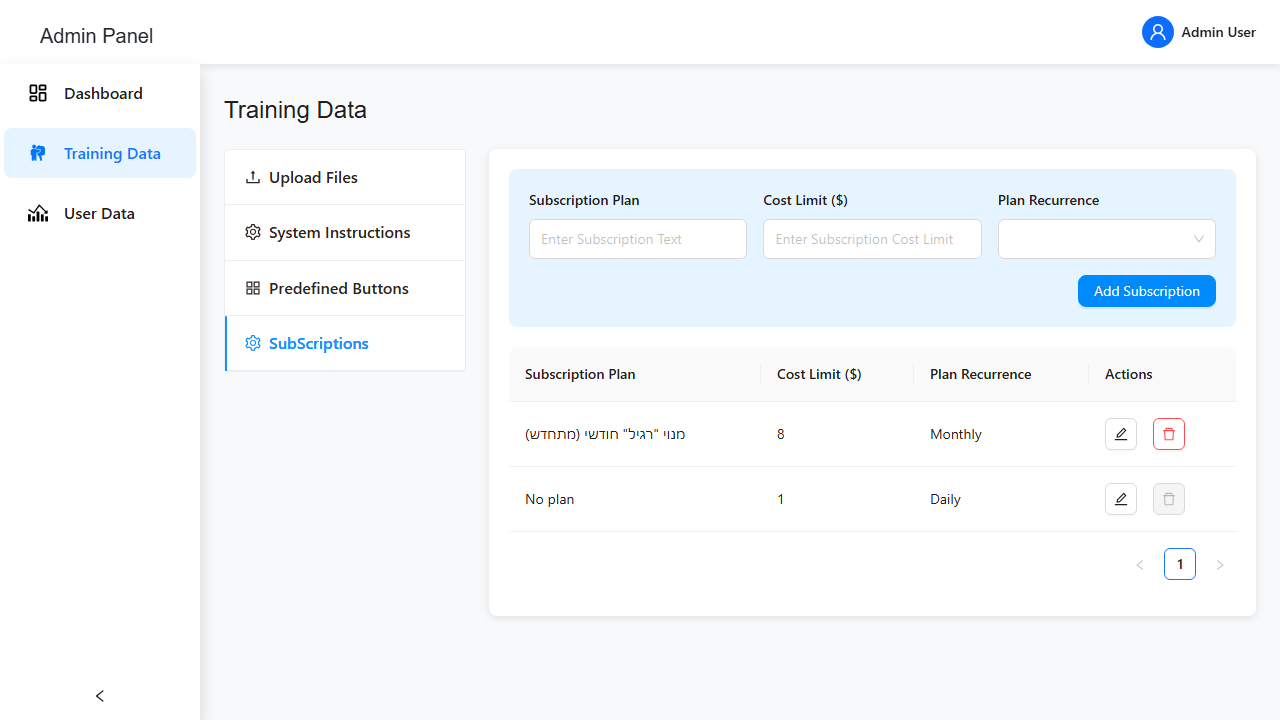 Admin Panel
Admin User
Dashboard
Training Data
User Data
Training Data
Upload Files
System Instructions
Predefined Buttons
SubScriptions
Subscription Plan
Cost Limit ($)
Plan Recurrence
Enter Subscription Text
Enter Subscription Cost Limit
Add Subscription
Subscription Plan Cost Limit ($) Plan Recurrence Actions
מנוי "רגיל" חודשי (מתחדש) 8 Monthly
No plan 1 Daily
1